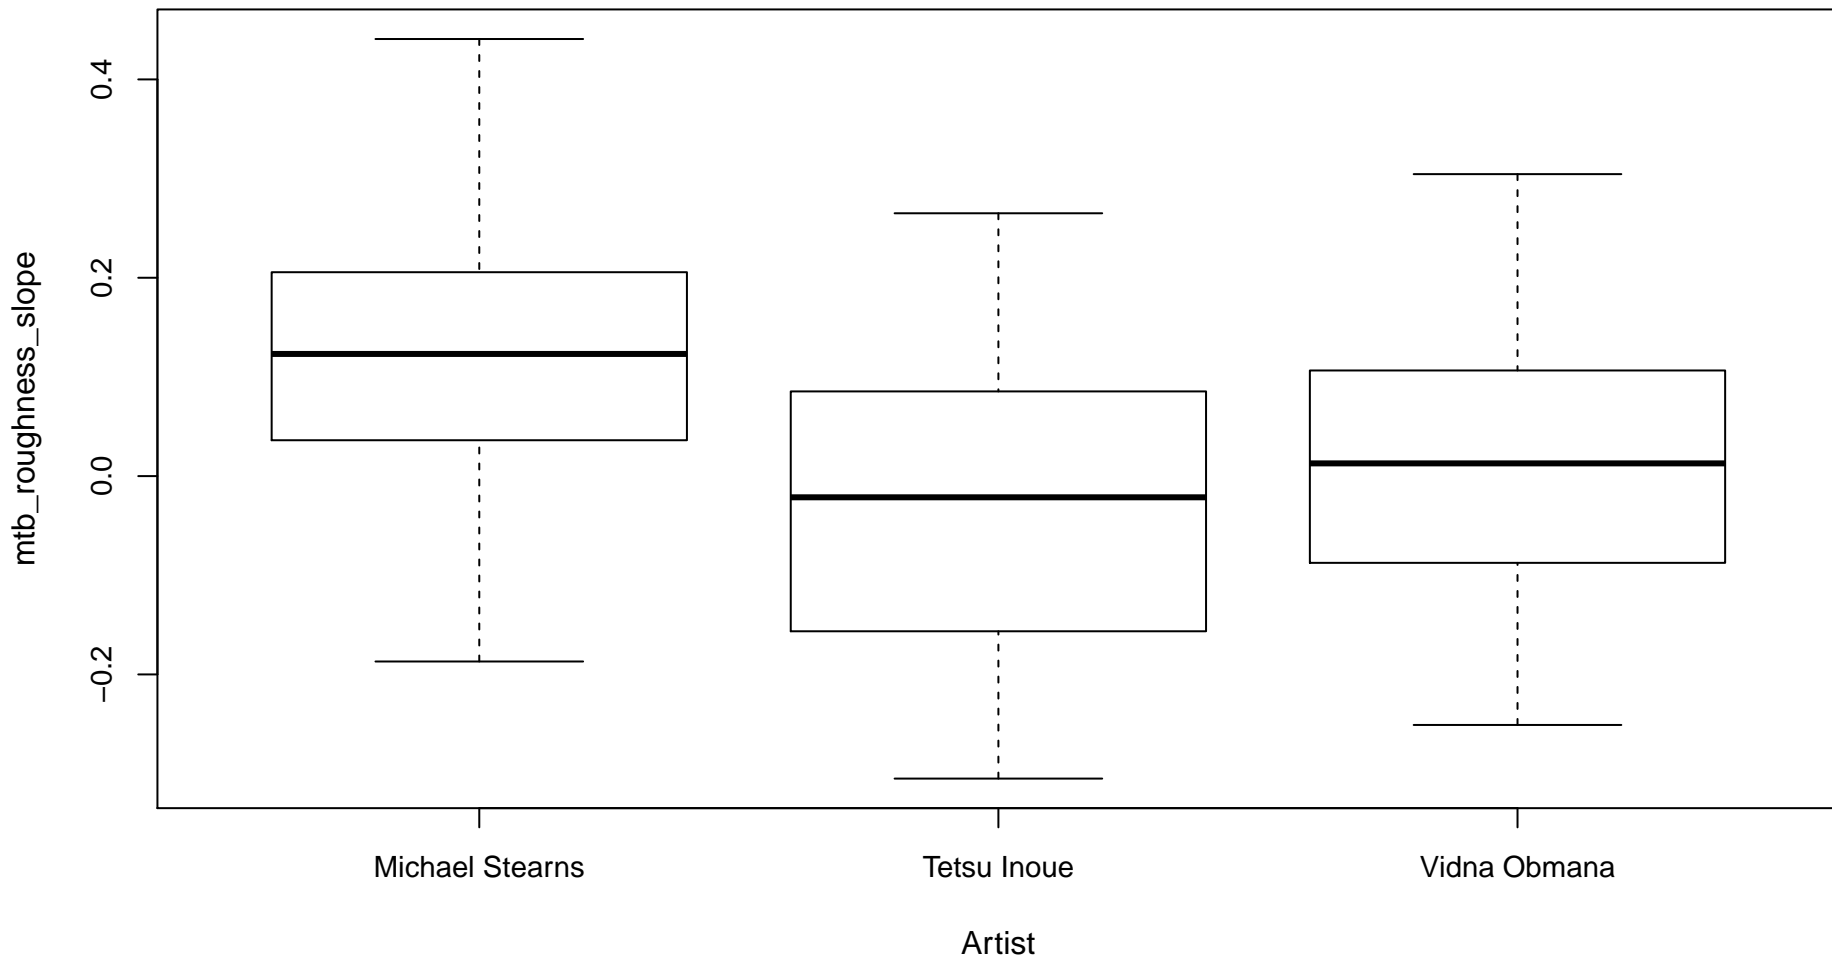 mtb_roughness_slope
0.4
0.2
0.0
−0.2
Michael Stearns
Tetsu Inoue
Vidna Obmana
Artist